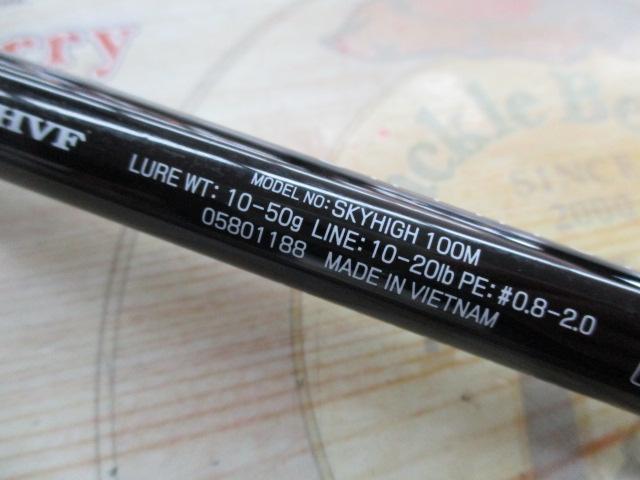 HVF
MODEL NO: SKYHIGH 100M
LURE WT: 10-50g LINE: 10-20lb PE: #0.8-2.0
05801188 MADE IN VIETNAM